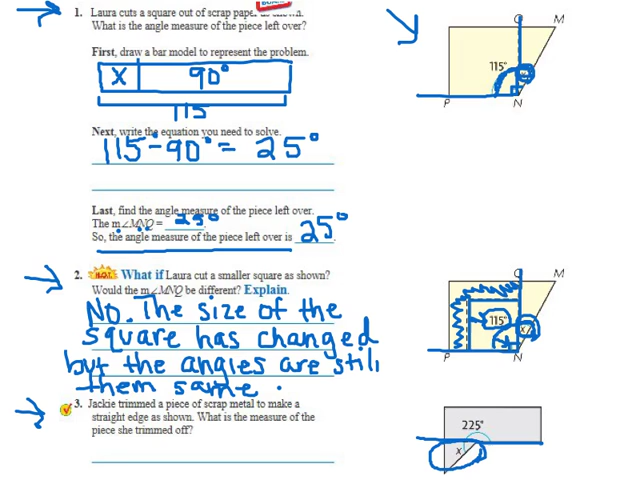 1. Laura cuts a square out of scrap paper as shown.
What is the angle measure of the piece left over?
Q M
115°
x
P N
First, draw a bar model to represent the problem.
X 90°
115
Next, write the equation you need to solve.
115° - 90° = 25°
Last, find the angle measure of the piece left over.
The m∠MNQ = 25°.
So, the angle measure of the piece left over is 25°.
2. H.O.T. What if Laura cut a smaller square as shown?
Would the m∠MNQ be different? Explain.
No. The size of the
square has changed
but the angles are still
them same.
Q M
115°
x
P N
3. Jackie trimmed a piece of scrap metal to make a
straight edge as shown. What is the measure of the
piece she trimmed off?
225°
x